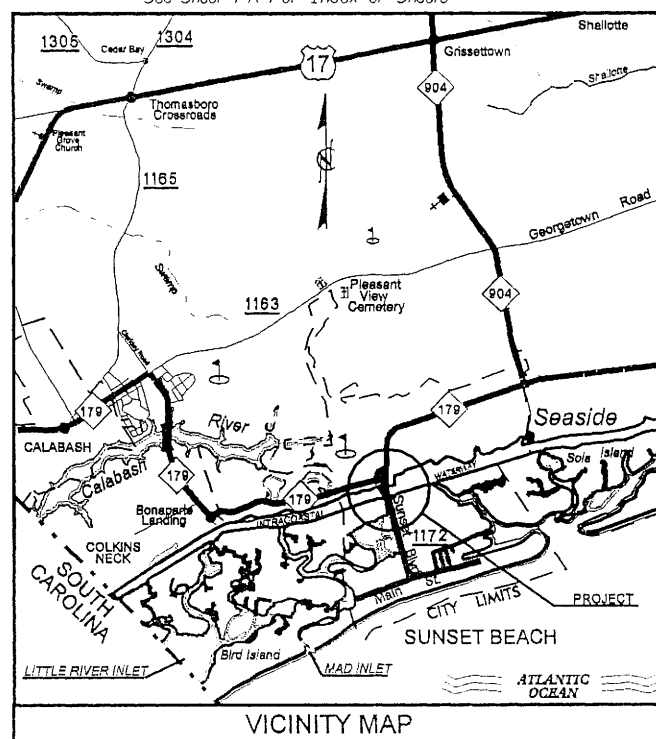 See Sheet 1-A For Index of Sheets
1305
1304
Cedar Bay
Shallotte
Grissettown
17
Swamp
904
Shallotte
Thomasboro
Crossroads
Pleasant
Grove
Church
1165
Georgetown Road
Swamp
1163
Pleasant
View
Cemetery
904
179
179
River
Seaside
CALABASH
Calabash
179
179
WATERWAY
Sols Island
Bonaparte
Landing
INTRACOASTAL
Sunset Blvd.
1172
COLKINS
NECK
SOUTH
CAROLINA
Main St.
CITY LIMITS
PROJECT
SUNSET BEACH
LITTLE RIVER INLET
Bird Island
MAD INLET
ATLANTIC
OCEAN
VICINITY MAP